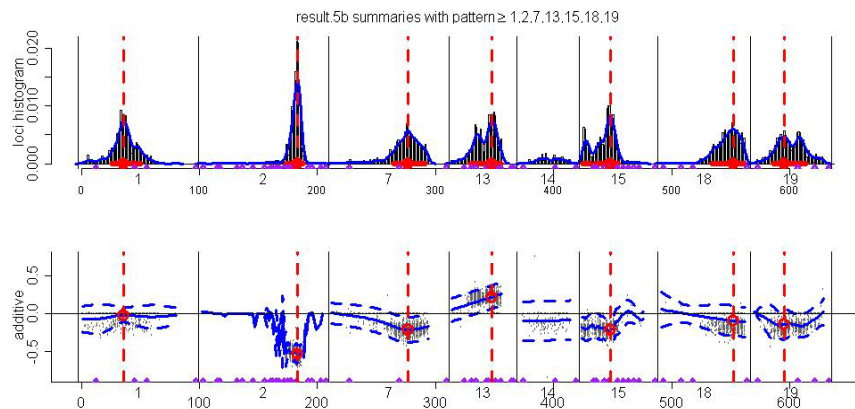 result.5b summaries with pattern ≥ 1,2,7,13,15,18,19
loci histogram
0.000 0.010 0.020
1 2 7 13 14 15 18 19
0 100 200 300 400 500 600
additive
-0.5 0.0 0.5
1 2 7 13 14 15 18 19
0 100 200 300 400 500 600